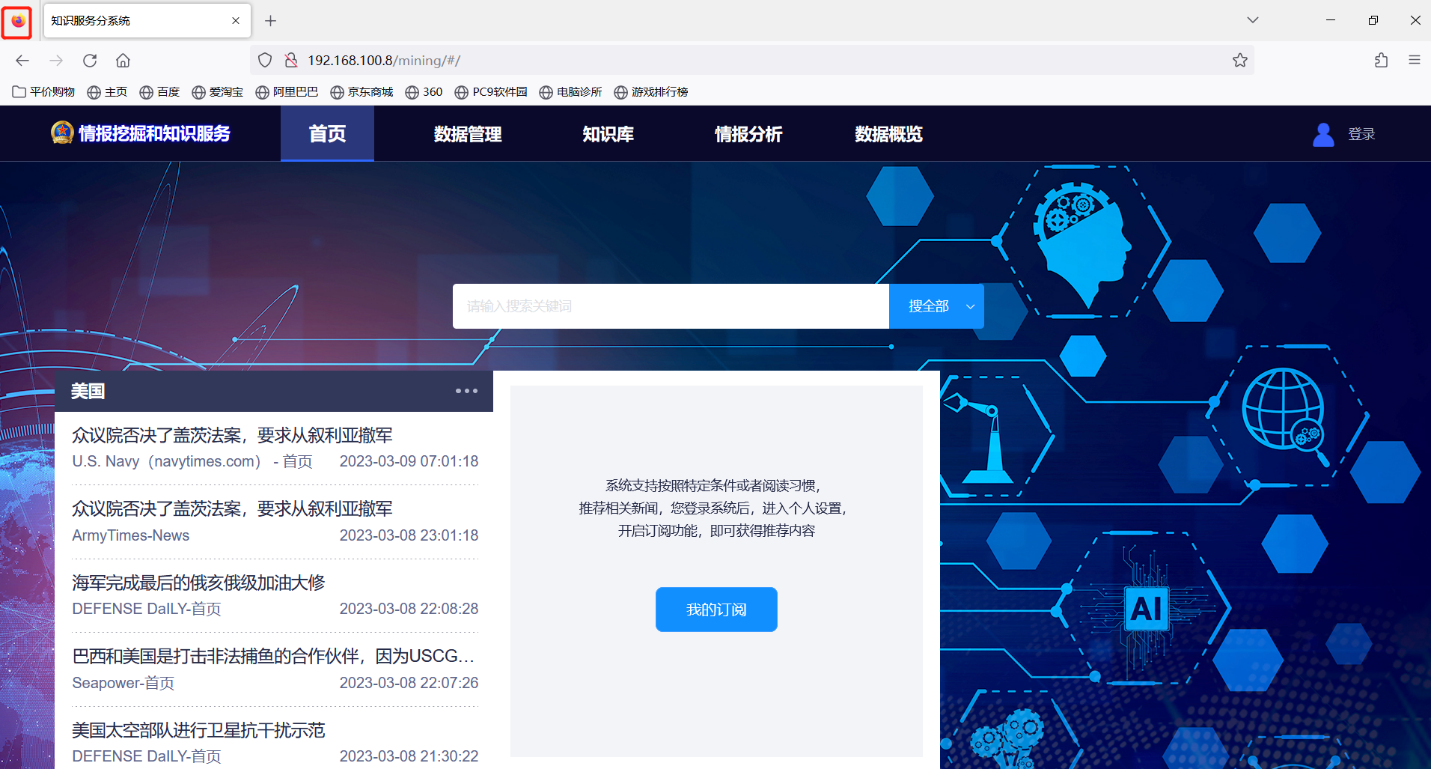 知识服务分系统
192.168.100.8/mining/#/
平价购物 主页 百度 爱淘宝 阿里巴巴 京东商城 360 PC9软件园 电脑诊所 游戏排行榜
情报挖掘和知识服务 首页 数据管理 知识库 情报分析 数据概览 登录
请输入搜索关键词 搜全部
美国
众议院否决了盖茨法案，要求从叙利亚撤军
U.S. Navy（navytimes.com） - 首页 2023-03-09 07:01:18
众议院否决了盖茨法案，要求从叙利亚撤军
ArmyTimes-News 2023-03-08 23:01:18
海军完成最后的俄亥俄级加油大修
DEFENSE DaILY-首页 2023-03-08 22:08:28
巴西和美国是打击非法捕鱼的合作伙伴，因为USCG...
Seapower-首页 2023-03-08 22:07:26
美国太空部队进行卫星抗干扰示范
DEFENSE DaILY-首页 2023-03-08 21:30:22
系统支持按照特定条件或者阅读习惯，
推荐相关新闻，您登录系统后，进入个人设置，
开启订阅功能，即可获得推荐内容
我的订阅
AI